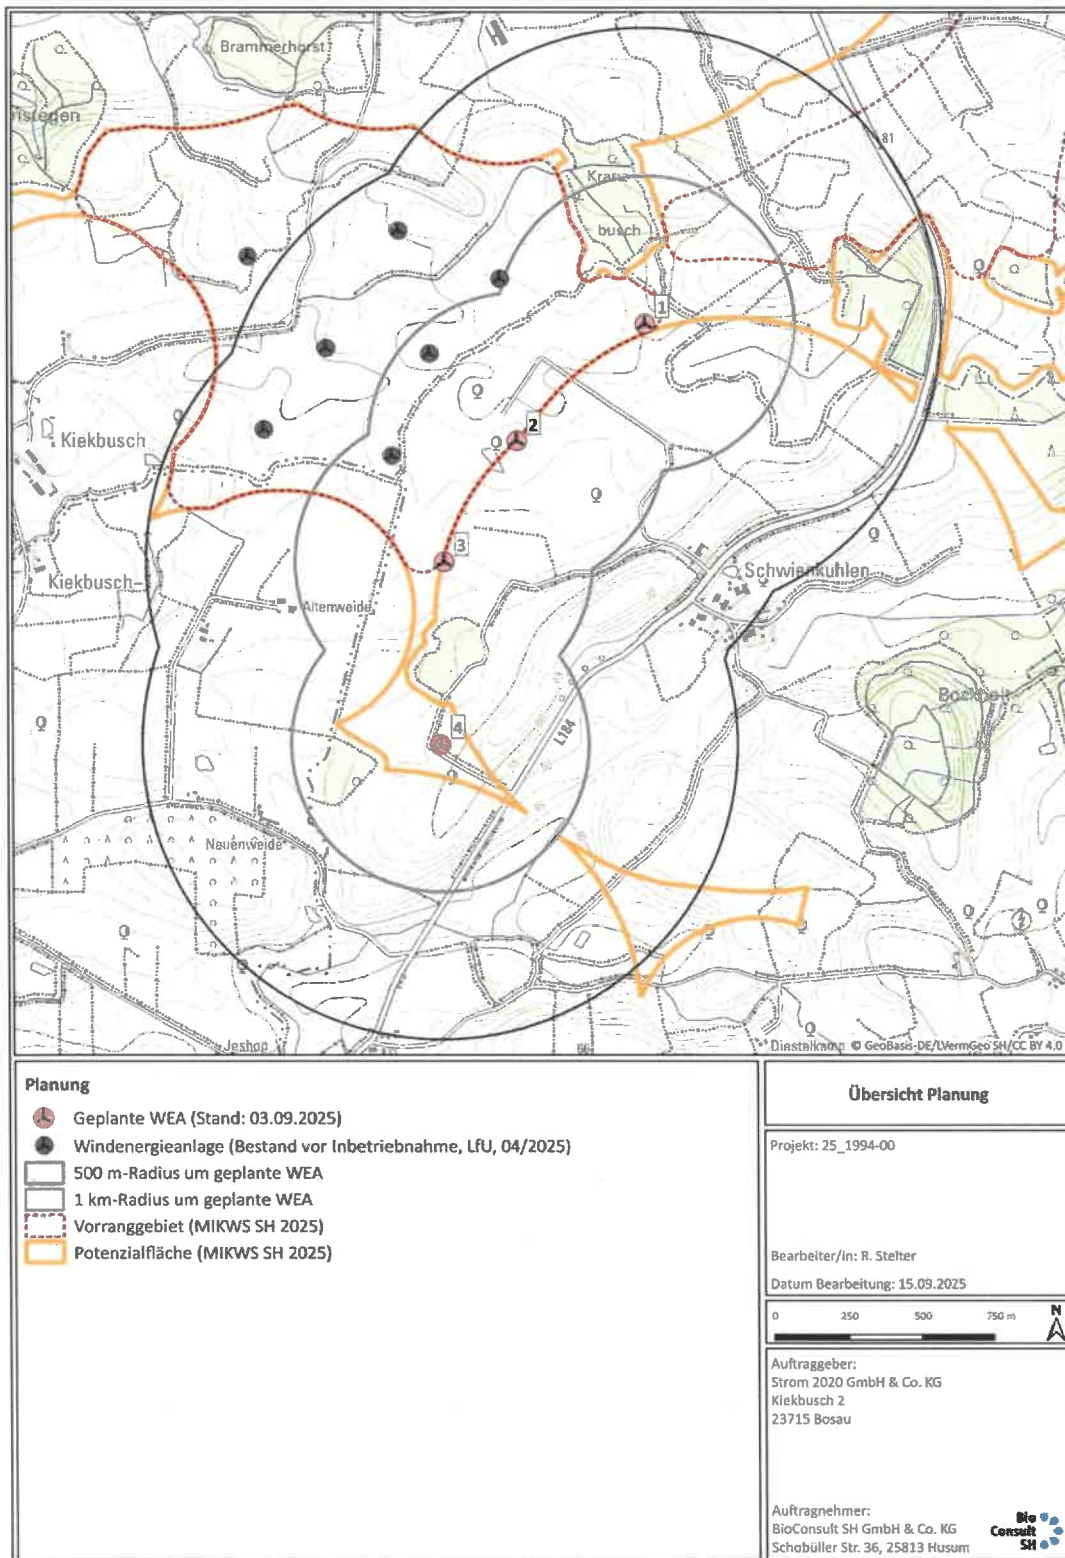 Brammerhorst
Kranz
busch
81
1
2
3
4
Kiekbusch
Kiekbusch-
Altenweide
Schwienkuhlen
L184
Neuenweide
Jeshop
Dinstelkamp
© GeoBasis-DE/LVermGeo SH/CC BY 4.0
Planung
Geplante WEA (Stand: 03.09.2025)
Windenergieanlage (Bestand vor Inbetriebnahme, LfU, 04/2025)
500 m-Radius um geplante WEA
1 km-Radius um geplante WEA
Vorranggebiet (MIKWS SH 2025)
Potenzialfläche (MIKWS SH 2025)
Übersicht Planung
Projekt: 25_1994-00
Bearbeiter/in: R. Stelter
Datum Bearbeitung: 15.09.2025
0 250 500 750 m
N
Auftraggeber:
Strom 2020 GmbH & Co. KG
Kiekbusch 2
23715 Bosau
Auftragnehmer:
BioConsult SH GmbH & Co. KG
Schobüller Str. 36, 25813 Husum
Bio
Consult
SH